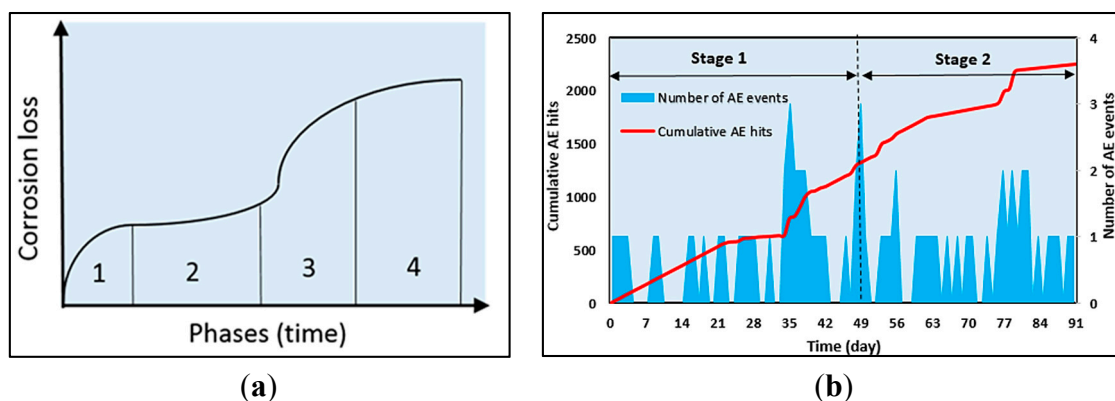 Corrosion loss
1
2
3
4
Phases (time)
(a)
Cumulative AE hits
2500
2000
1500
1000
500
0
Stage 1
Stage 2
Number of AE events
Cumulative AE hits
4
3
2
1
0
Number of AE events
0 7 14 21 28 35 42 49 56 63 70 77 84 91
Time (day)
(b)